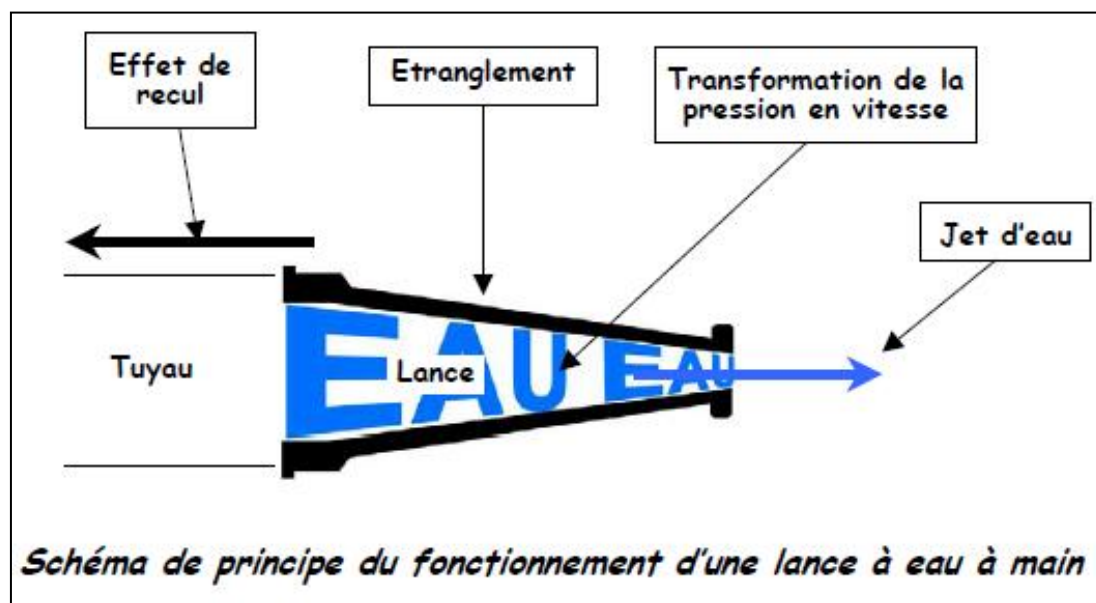 Effet de
recul
Etranglement
Transformation de la
pression en vitesse
Jet d'eau
Tuyau
Lance
EAU EAU
Schéma de principe du fonctionnement d'une lance à eau à main